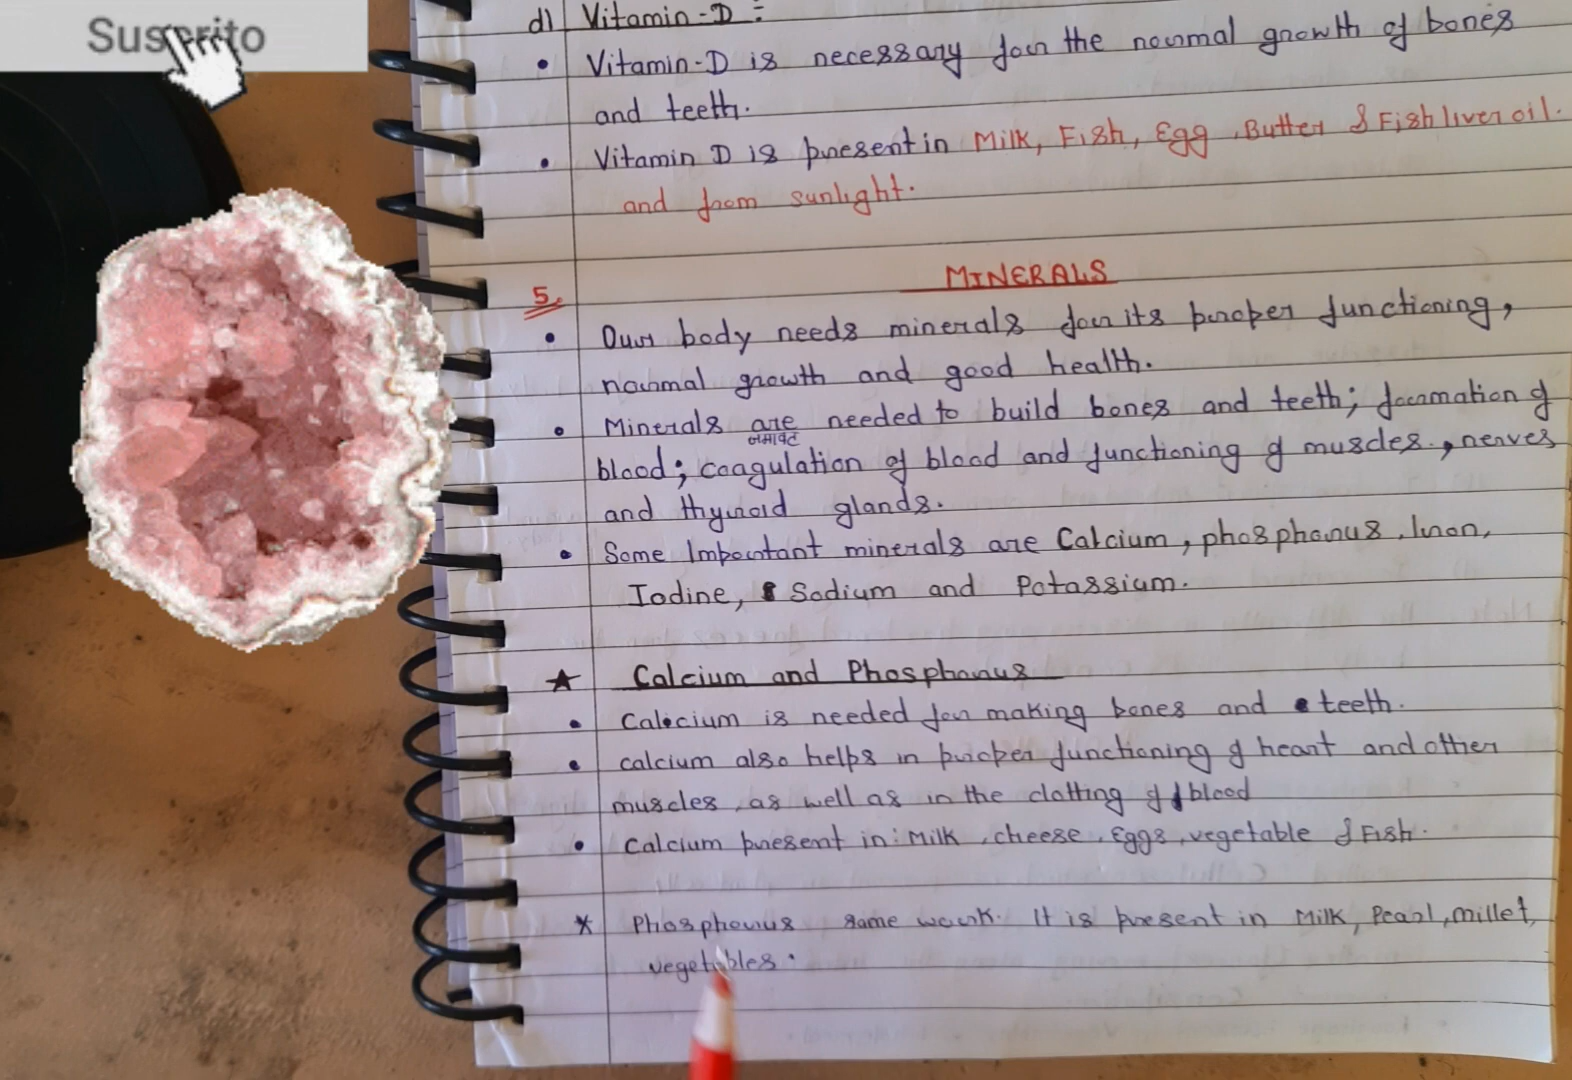 Suscrito
d) Vitamin-D :
• Vitamin-D is necessary for the normal growth of bones
and teeth.
• Vitamin D is present in Milk, Fish, Egg, Butter & Fish liver oil.
and from sunlight.
5. MINERALS
• Our body needs minerals for its proper functioning,
normal growth and good health.
• Minerals are needed to build bones and teeth; formation of
जमावट
blood; coagulation of blood and functioning of muscles, nerves
and thyroid glands.
• Some Important minerals are Calcium, phosphorus, Iron,
Iodine, Sodium and Potassium.
★ Calcium and Phosphorus
• Calcium is needed for making bones and teeth.
• calcium also helps in proper functioning of heart and other
muscles, as well as in the clotting of blood
• Calcium present in: Milk, cheese, Eggs, vegetable & Fish.
* Phosphorus same work. It is present in Milk, Pearl, millet,
vegetables.